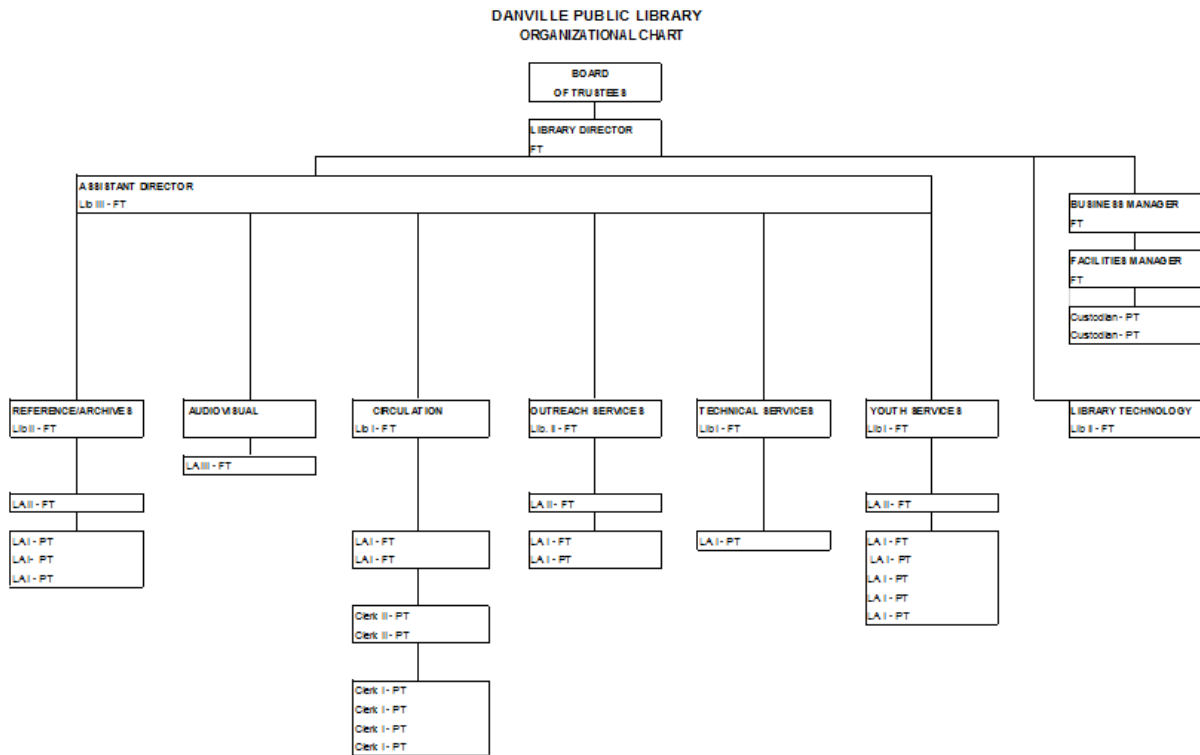 DANVILLE PUBLIC LIBRARY
ORGANIZATIONAL CHART
BOARD
OF TRUSTEES
LIBRARY DIRECTOR
FT
ASSISTANT DIRECTOR
Lib III - FT
BUSINESS MANAGER
FT
FACILITIES MANAGER
FT
Custodian - PT
Custodian - PT
REFERENCE/ARCHIVES
Lib II - FT
LA II - FT
LA I - PT
LA I- PT
LA I - PT
AUDIOVISUAL
LA III - FT
CIRCULATION
Lib I - FT
LA I - FT
LA I - FT
Clerk II - PT
Clerk II - PT
Clerk I - PT
Clerk I - PT
Clerk I - PT
Clerk I - PT
OUTREACH SERVICES
Lib. II - FT
LA II - FT
LA I - FT
LA I - PT
TECHNICAL SERVICES
Lib I - FT
LA I - PT
YOUTH SERVICES
Lib I - FT
LA II - FT
LA I - FT
LA I - PT
LA I - PT
LA I - PT
LA I - PT
LIBRARY TECHNOLOGY
Lib II - FT